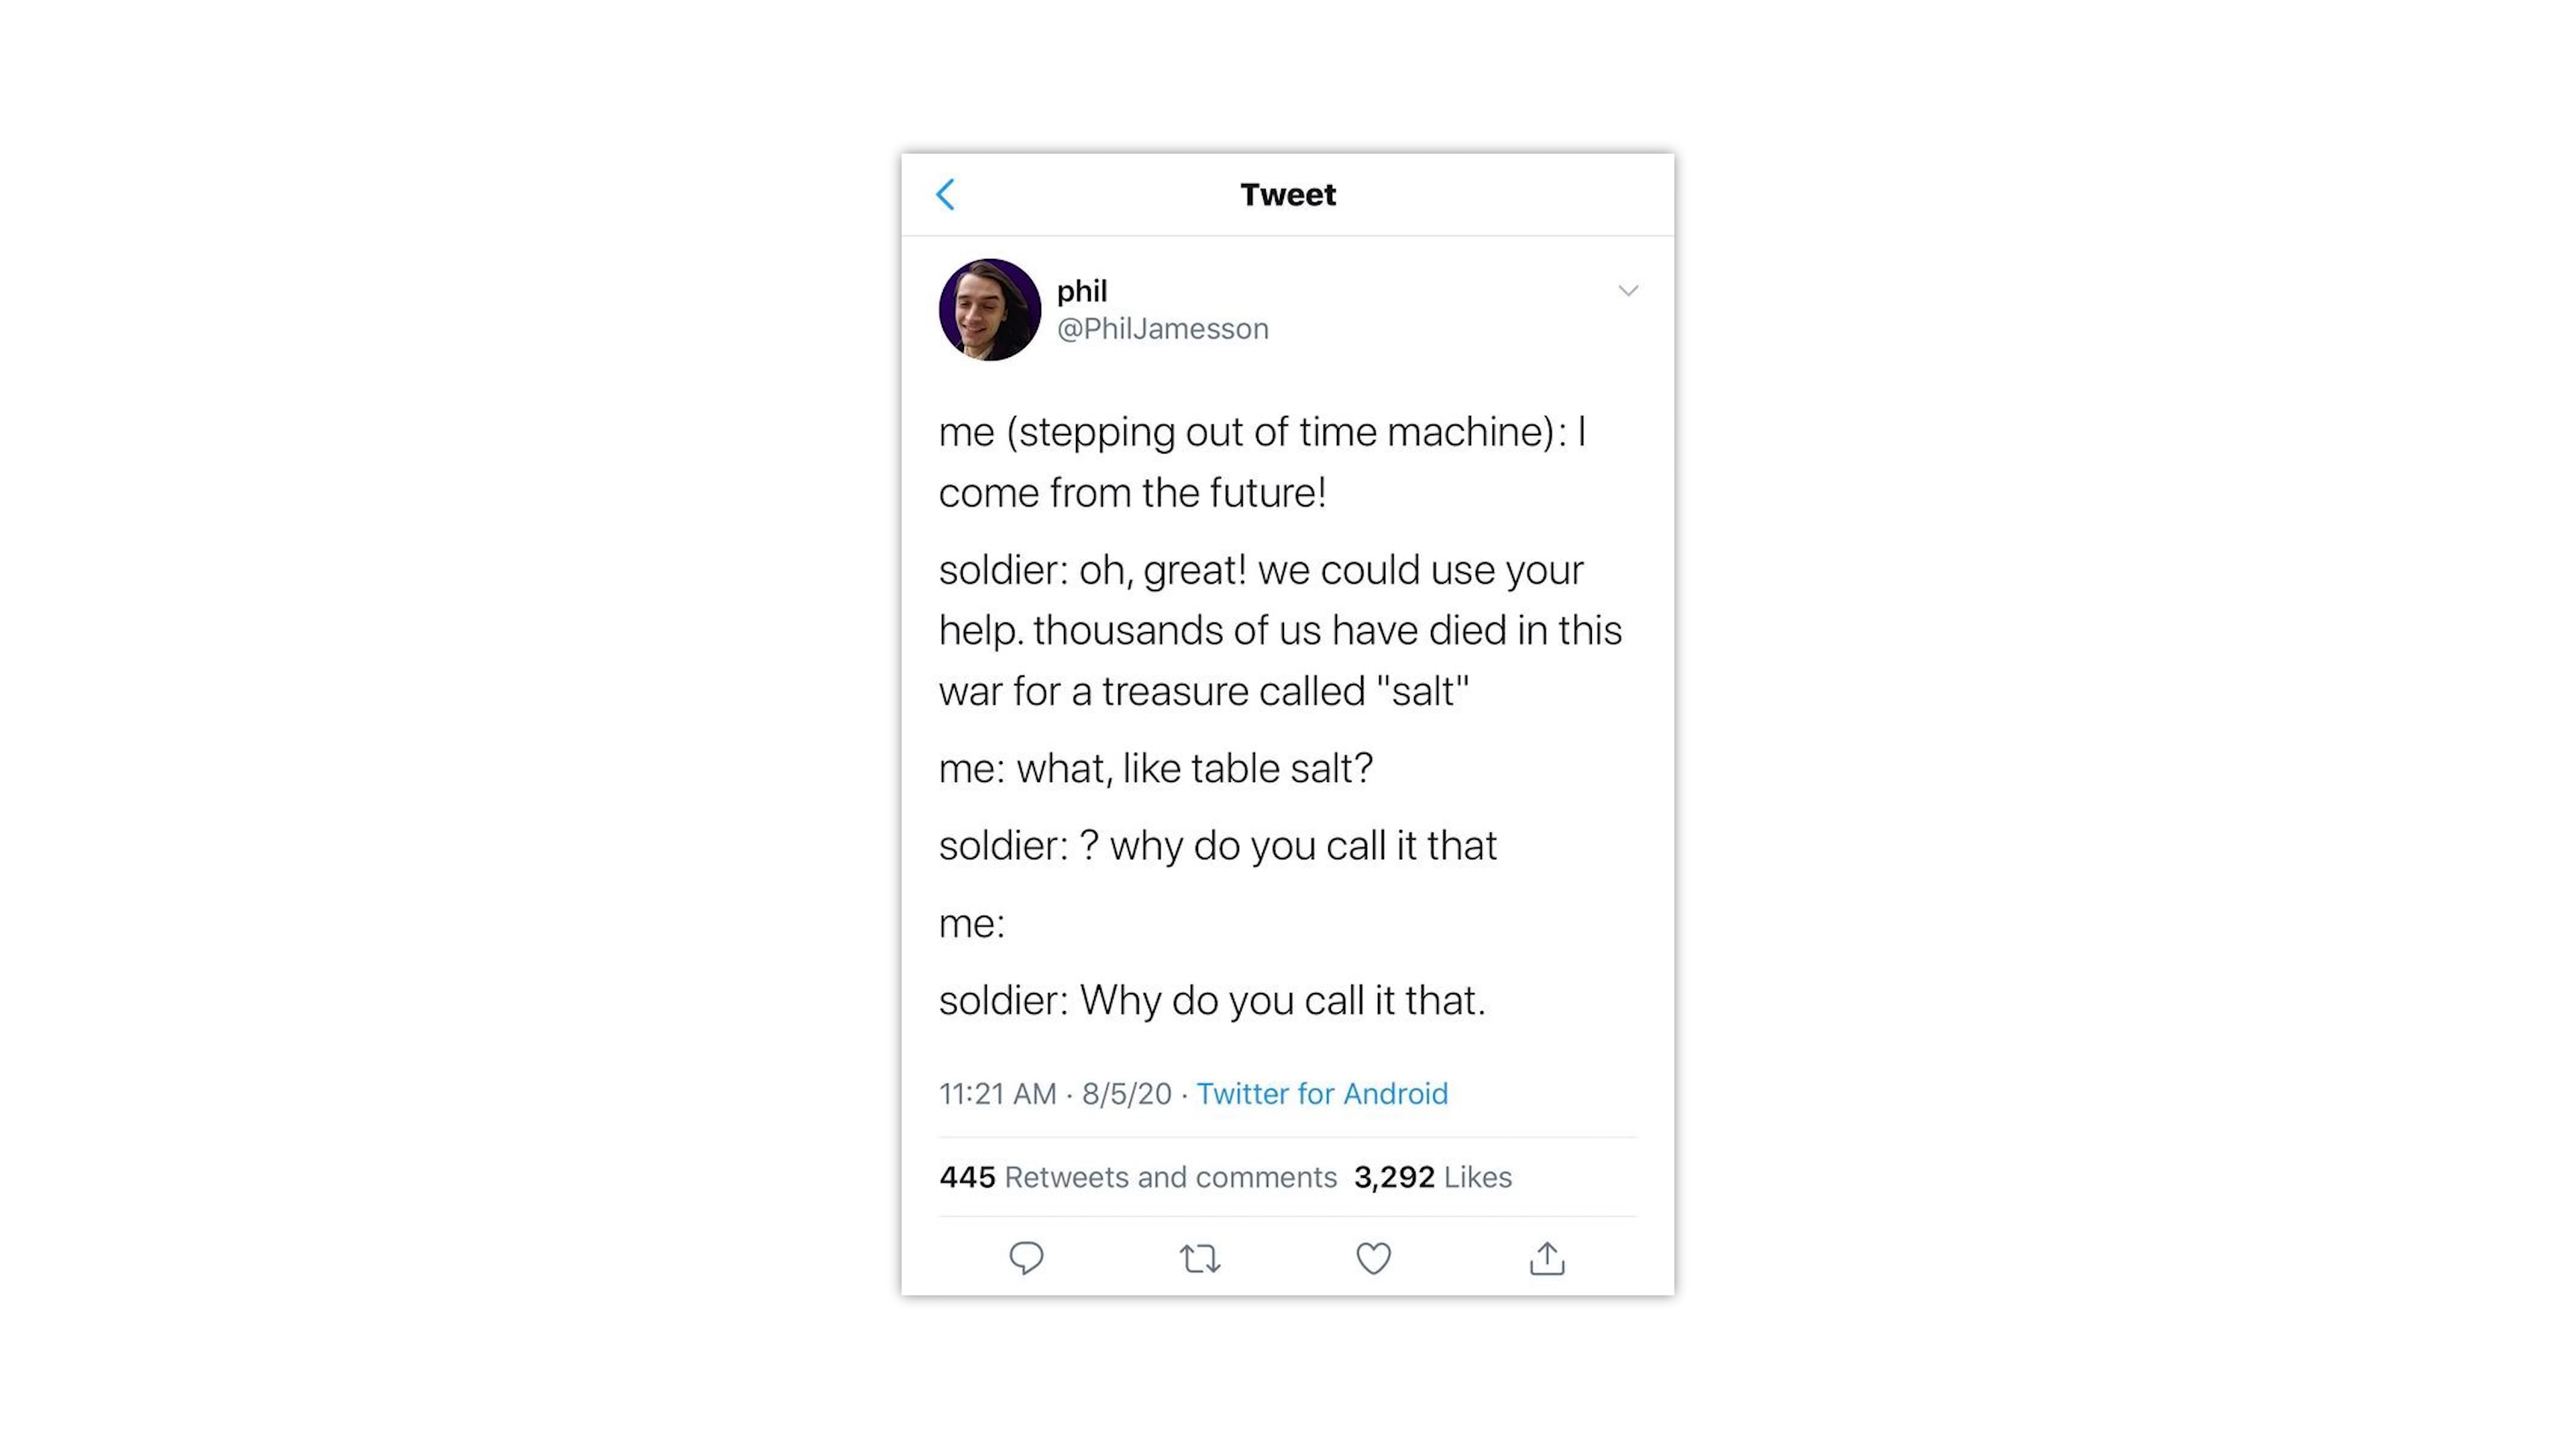 Tweet
phil
@PhilJamesson
me (stepping out of time machine): I
come from the future!
soldier: oh, great! we could use your
help. thousands of us have died in this
war for a treasure called "salt"
me: what, like table salt?
soldier: ? why do you call it that
me:
soldier: Why do you call it that.
11:21 AM · 8/5/20 · Twitter for Android
445 Retweets and comments 3,292 Likes